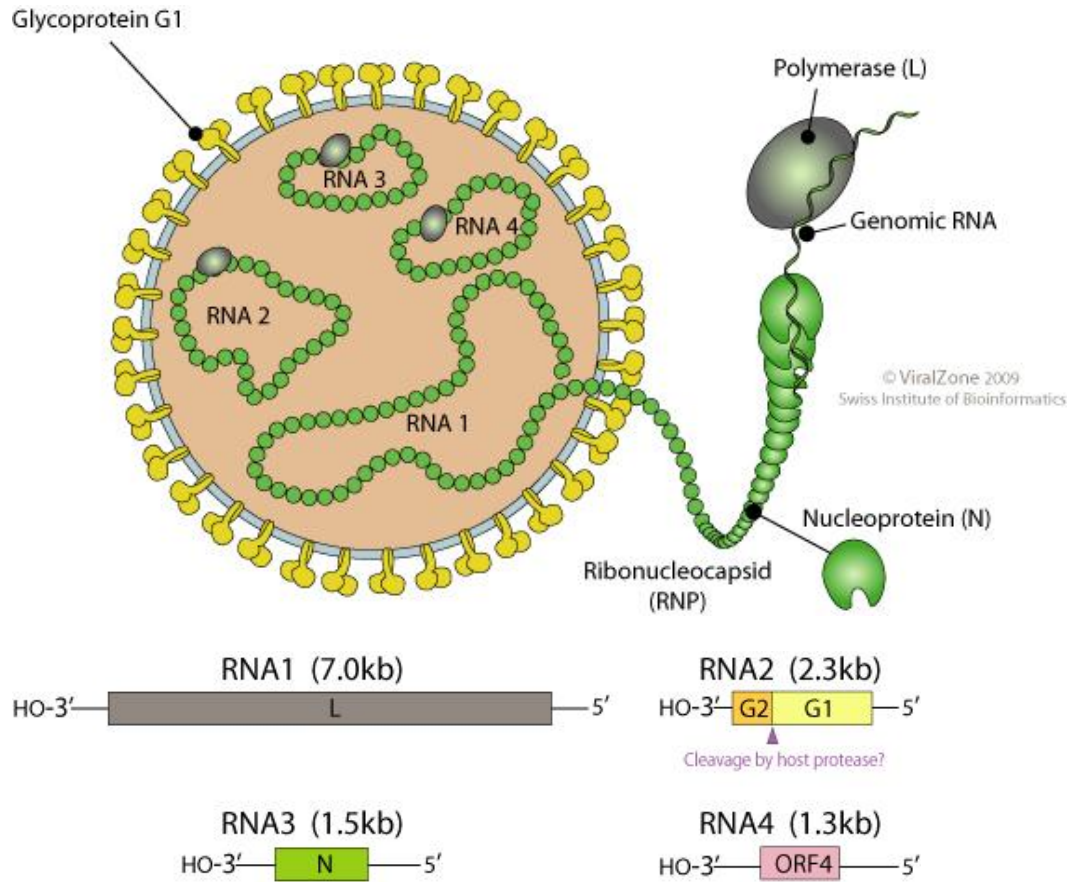 Glycoprotein G1
Polymerase (L)
RNA 3
RNA 4
Genomic RNA
RNA 2
© ViralZone 2009
Swiss Institute of Bioinformatics
RNA 1
Nucleoprotein (N)
Ribonucleocapsid
(RNP)
RNA1 (7.0kb)
HO-3′ L 5′
RNA2 (2.3kb)
HO-3′ G2 G1 5′
Cleavage by host protease?
RNA3 (1.5kb)
HO-3′ N 5′
RNA4 (1.3kb)
HO-3′ ORF4 5′